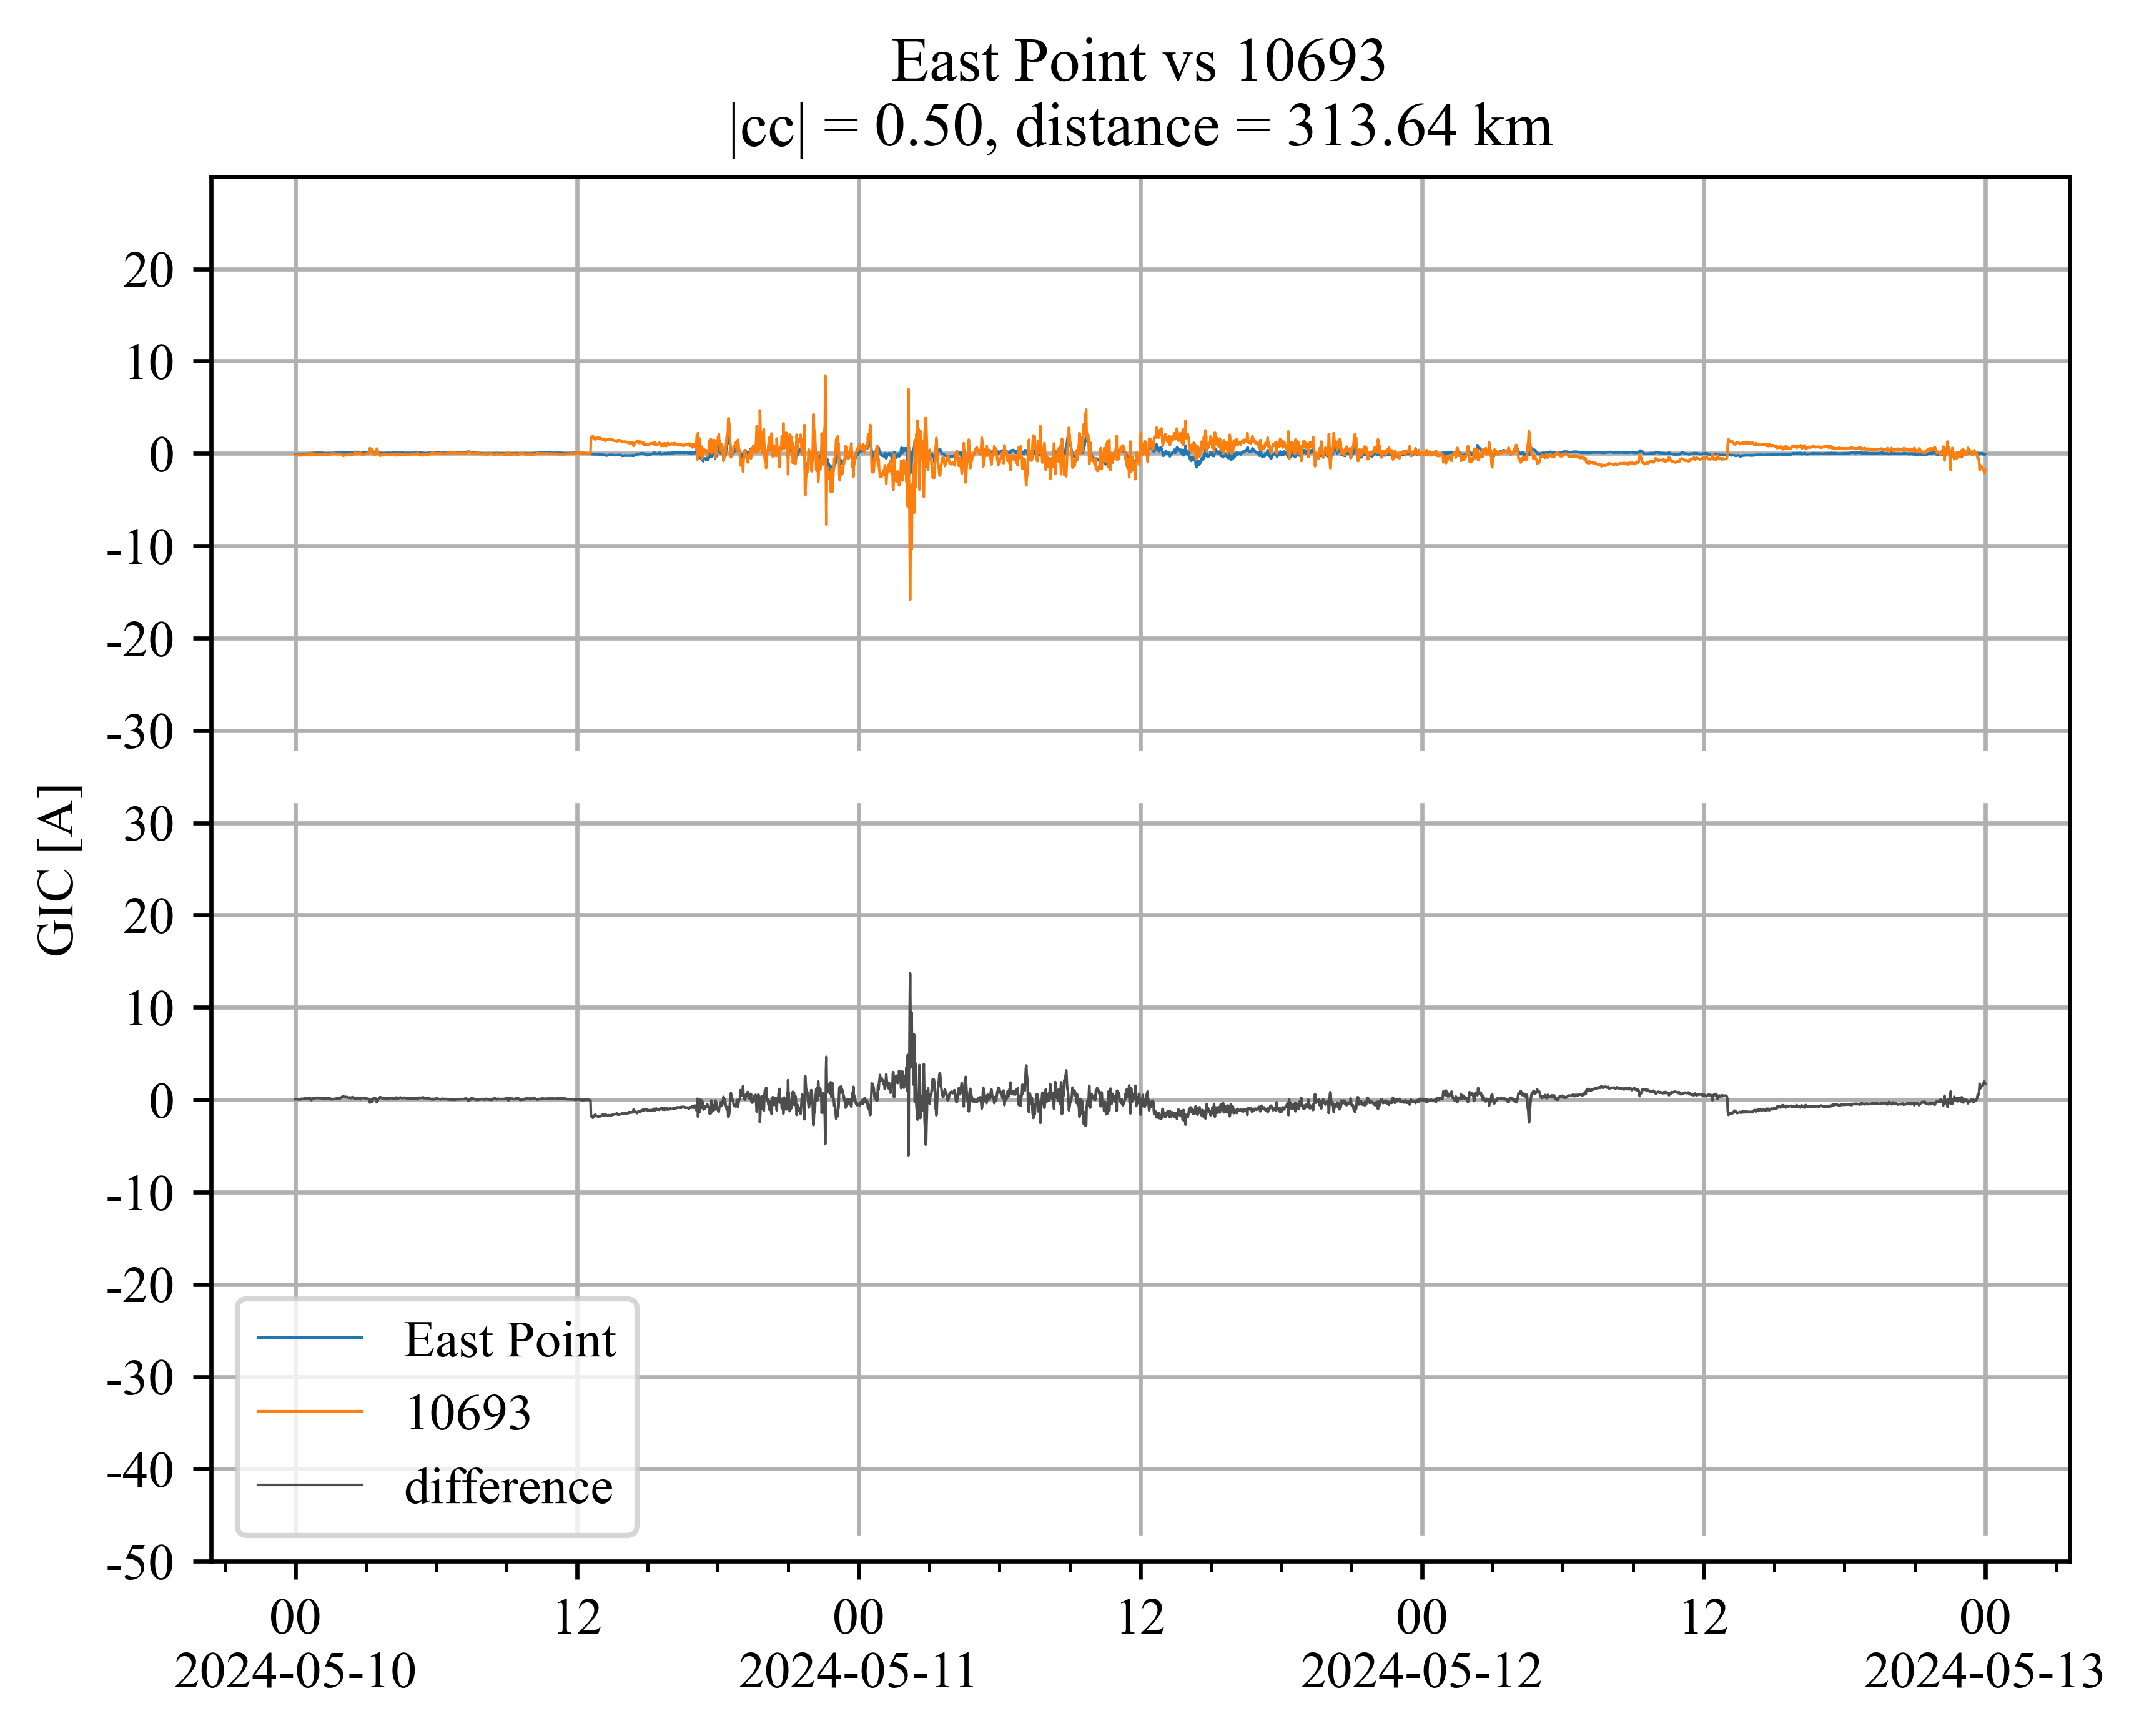 East Point vs 10693
|cc| = 0.50, distance = 313.64 km
GIC [A]
20
10
0
-10
-20
-30
30
20
10
0
-10
-20
-30
-40
-50
East Point
10693
difference
00 12 00 12 00 12 00
2024-05-10 2024-05-11 2024-05-12 2024-05-13